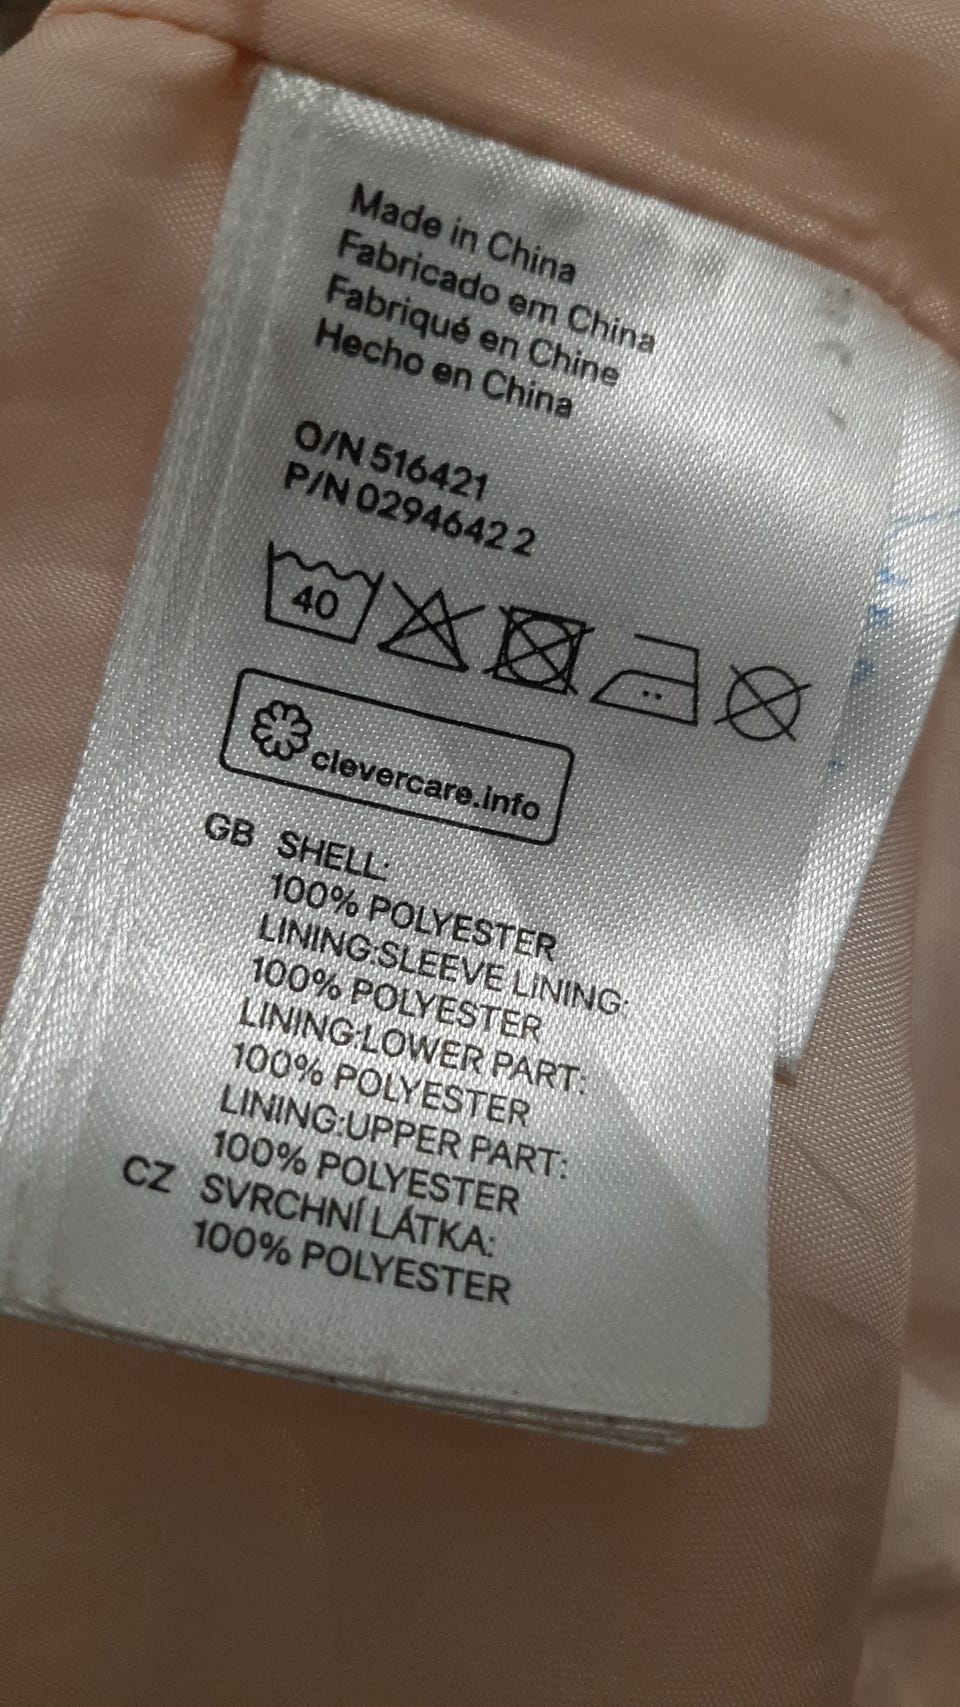 Made in China
Fabricado em China
Fabriqué en Chine
Hecho en China
O/N 516421
P/N 0294642 2
40
clevercare.info
GB SHELL:
100% POLYESTER
LINING:SLEEVE LINING:
100% POLYESTER
LINING:LOWER PART:
100% POLYESTER
LINING:UPPER PART:
100% POLYESTER
CZ SVRCHNÍ LÁTKA:
100% POLYESTER